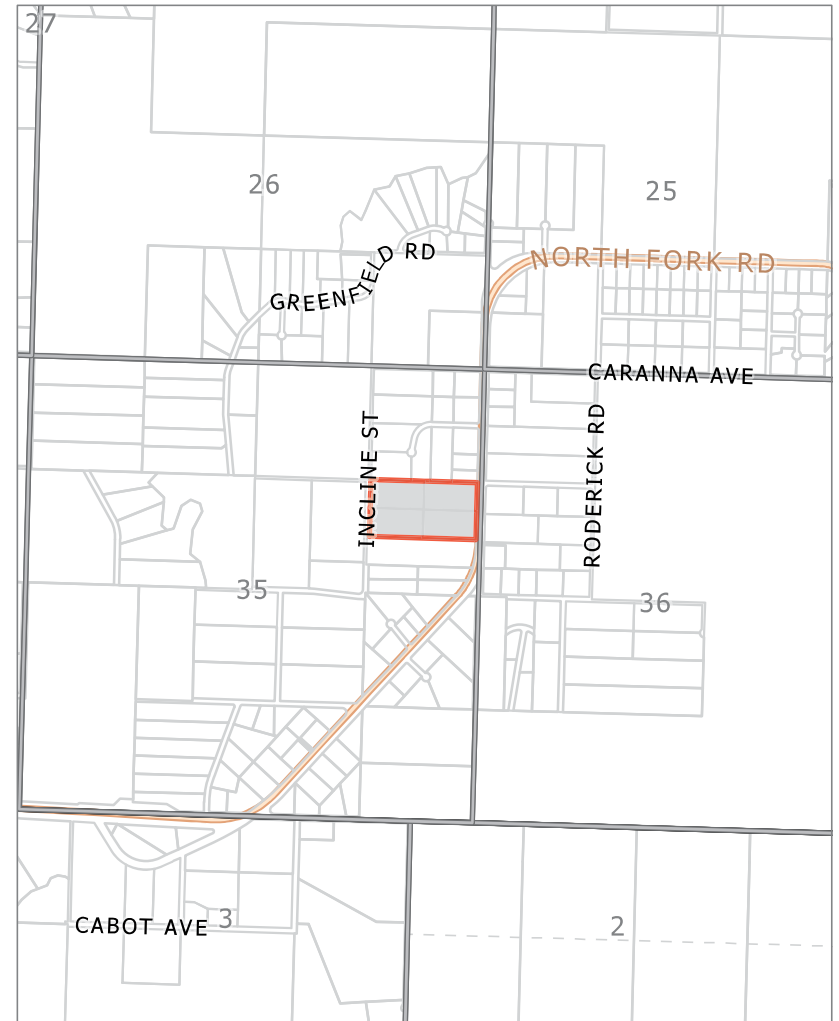 27
26
25
GREENFIELD RD
NORTH FORK RD
CARANNA AVE
INCLINE ST
RODERICK RD
35
36
3
CABOT AVE
2